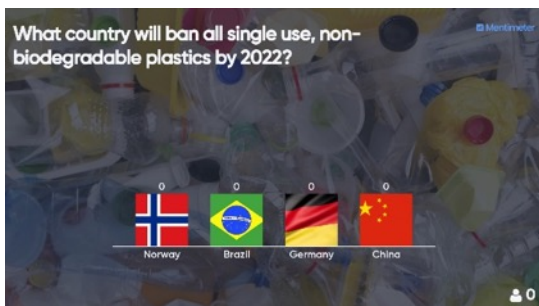 What country will ban all single use, non-
biodegradable plastics by 2022?
Mentimeter
0 0 0 0
Norway Brazil Germany China
0